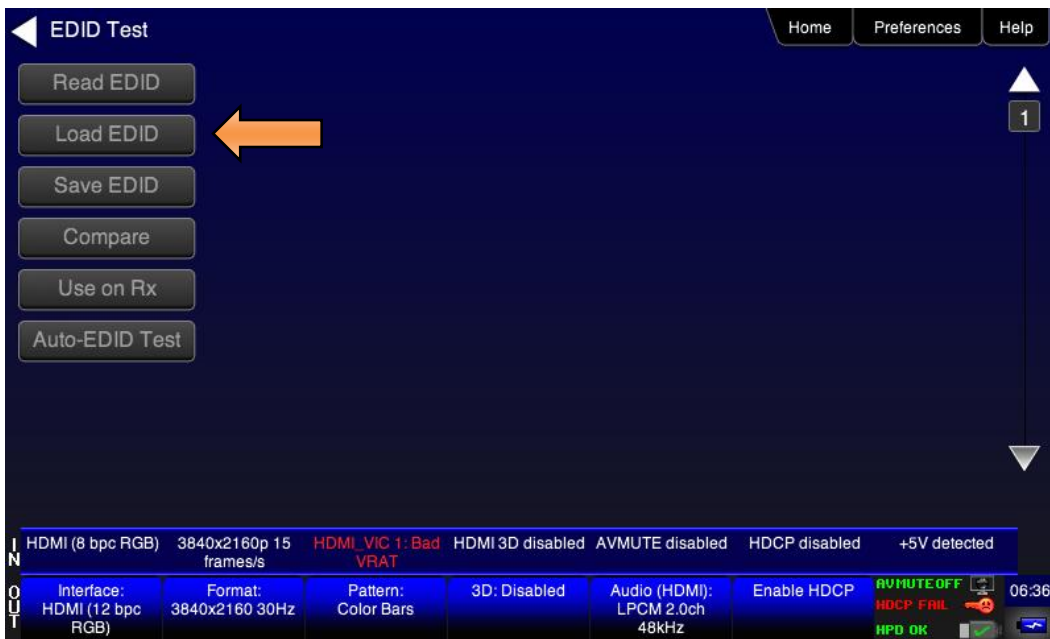 EDID Test
Home
Preferences
Help
Read EDID
Load EDID
1
Save EDID
Compare
Use on Rx
Auto-EDID Test
IN
HDMI (8 bpc RGB)
3840x2160p 15
frames/s
HDMI_VIC 1: Bad
VRAT
HDMI 3D disabled
AVMUTE disabled
HDCP disabled
+5V detected
OUT
Interface:
HDMI (12 bpc
RGB)
Format:
3840x2160 30Hz
Pattern:
Color Bars
3D: Disabled
Audio (HDMI):
LPCM 2.0ch
48kHz
Enable HDCP
AVMUTEOFF
HDCP FAIL
HPD OK
06:36